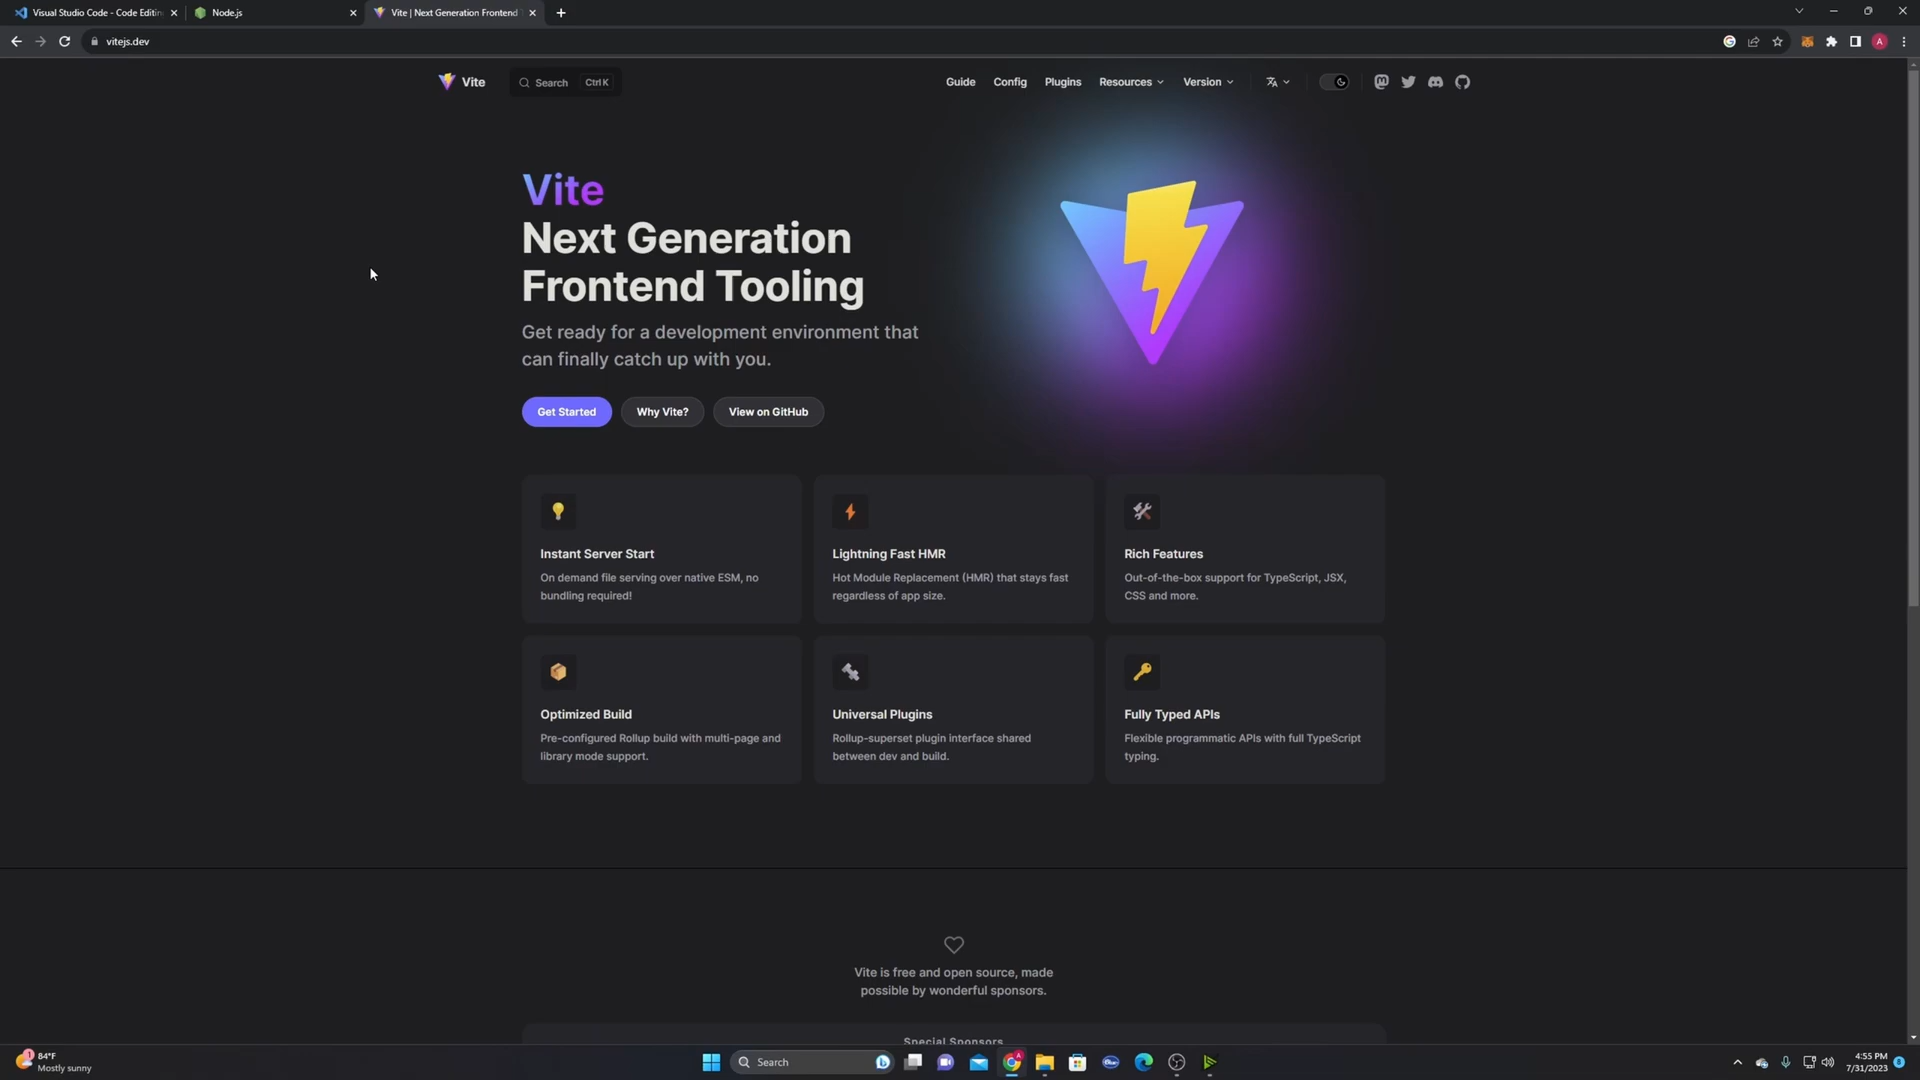 Visual Studio Code - Code Editin
Node.js
Vite | Next Generation Frontend T
vitejs.dev
A
Vite
Search
Ctrl K
Guide
Config
Plugins
Resources
Version
Vite
Next Generation
Frontend Tooling
Get ready for a development environment that
can finally catch up with you.
Get Started
Why Vite?
View on GitHub
Instant Server Start
On demand file serving over native ESM, no
bundling required!
Lightning Fast HMR
Hot Module Replacement (HMR) that stays fast
regardless of app size.
Rich Features
Out-of-the-box support for TypeScript, JSX,
CSS and more.
Optimized Build
Pre-configured Rollup build with multi-page and
library mode support.
Universal Plugins
Rollup-superset plugin interface shared
between dev and build.
Fully Typed APIs
Flexible programmatic APIs with full TypeScript
typing.
Vite is free and open source, made
possible by wonderful sponsors.
Special Sponsors
1
84°F
Mostly sunny
Search
4:55 PM
7/31/2023
8